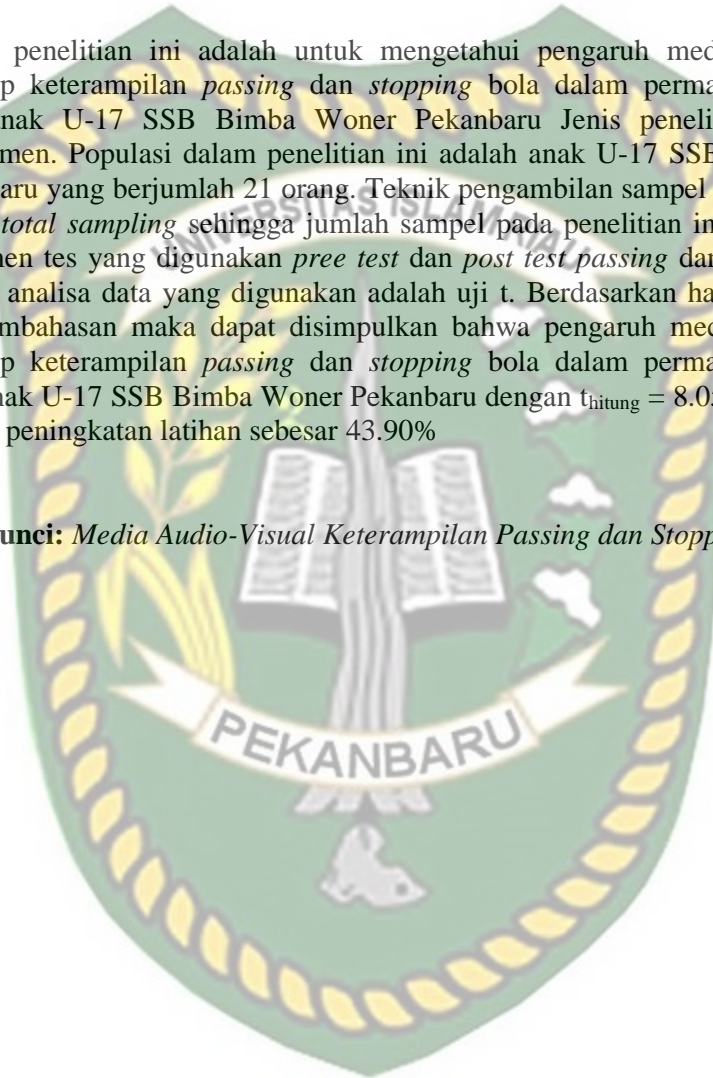 penelitian ini adalah untuk mengetahui pengaruh med
p keterampilan passing dan stopping bola dalam perma
nak U-17 SSB Bimba Woner Pekanbaru Jenis peneli
men. Populasi dalam penelitian ini adalah anak U-17 SSB
aru yang berjumlah 21 orang. Teknik pengambilan sampel
total sampling sehingga jumlah sampel pada penelitian in
men tes yang digunakan pree test dan post test passing dan
analisa data yang digunakan adalah uji t. Berdasarkan ha
mbahasan maka dapat disimpulkan bahwa pengaruh med
p keterampilan passing dan stopping bola dalam perma
nak U-17 SSB Bimba Woner Pekanbaru dengan thitung = 8.0
peningkatan latihan sebesar 43.90%
unci: Media Audio-Visual Keterampilan Passing dan Stopp
UNIVERSITAS ISLAM RIAU
PEKANBARU